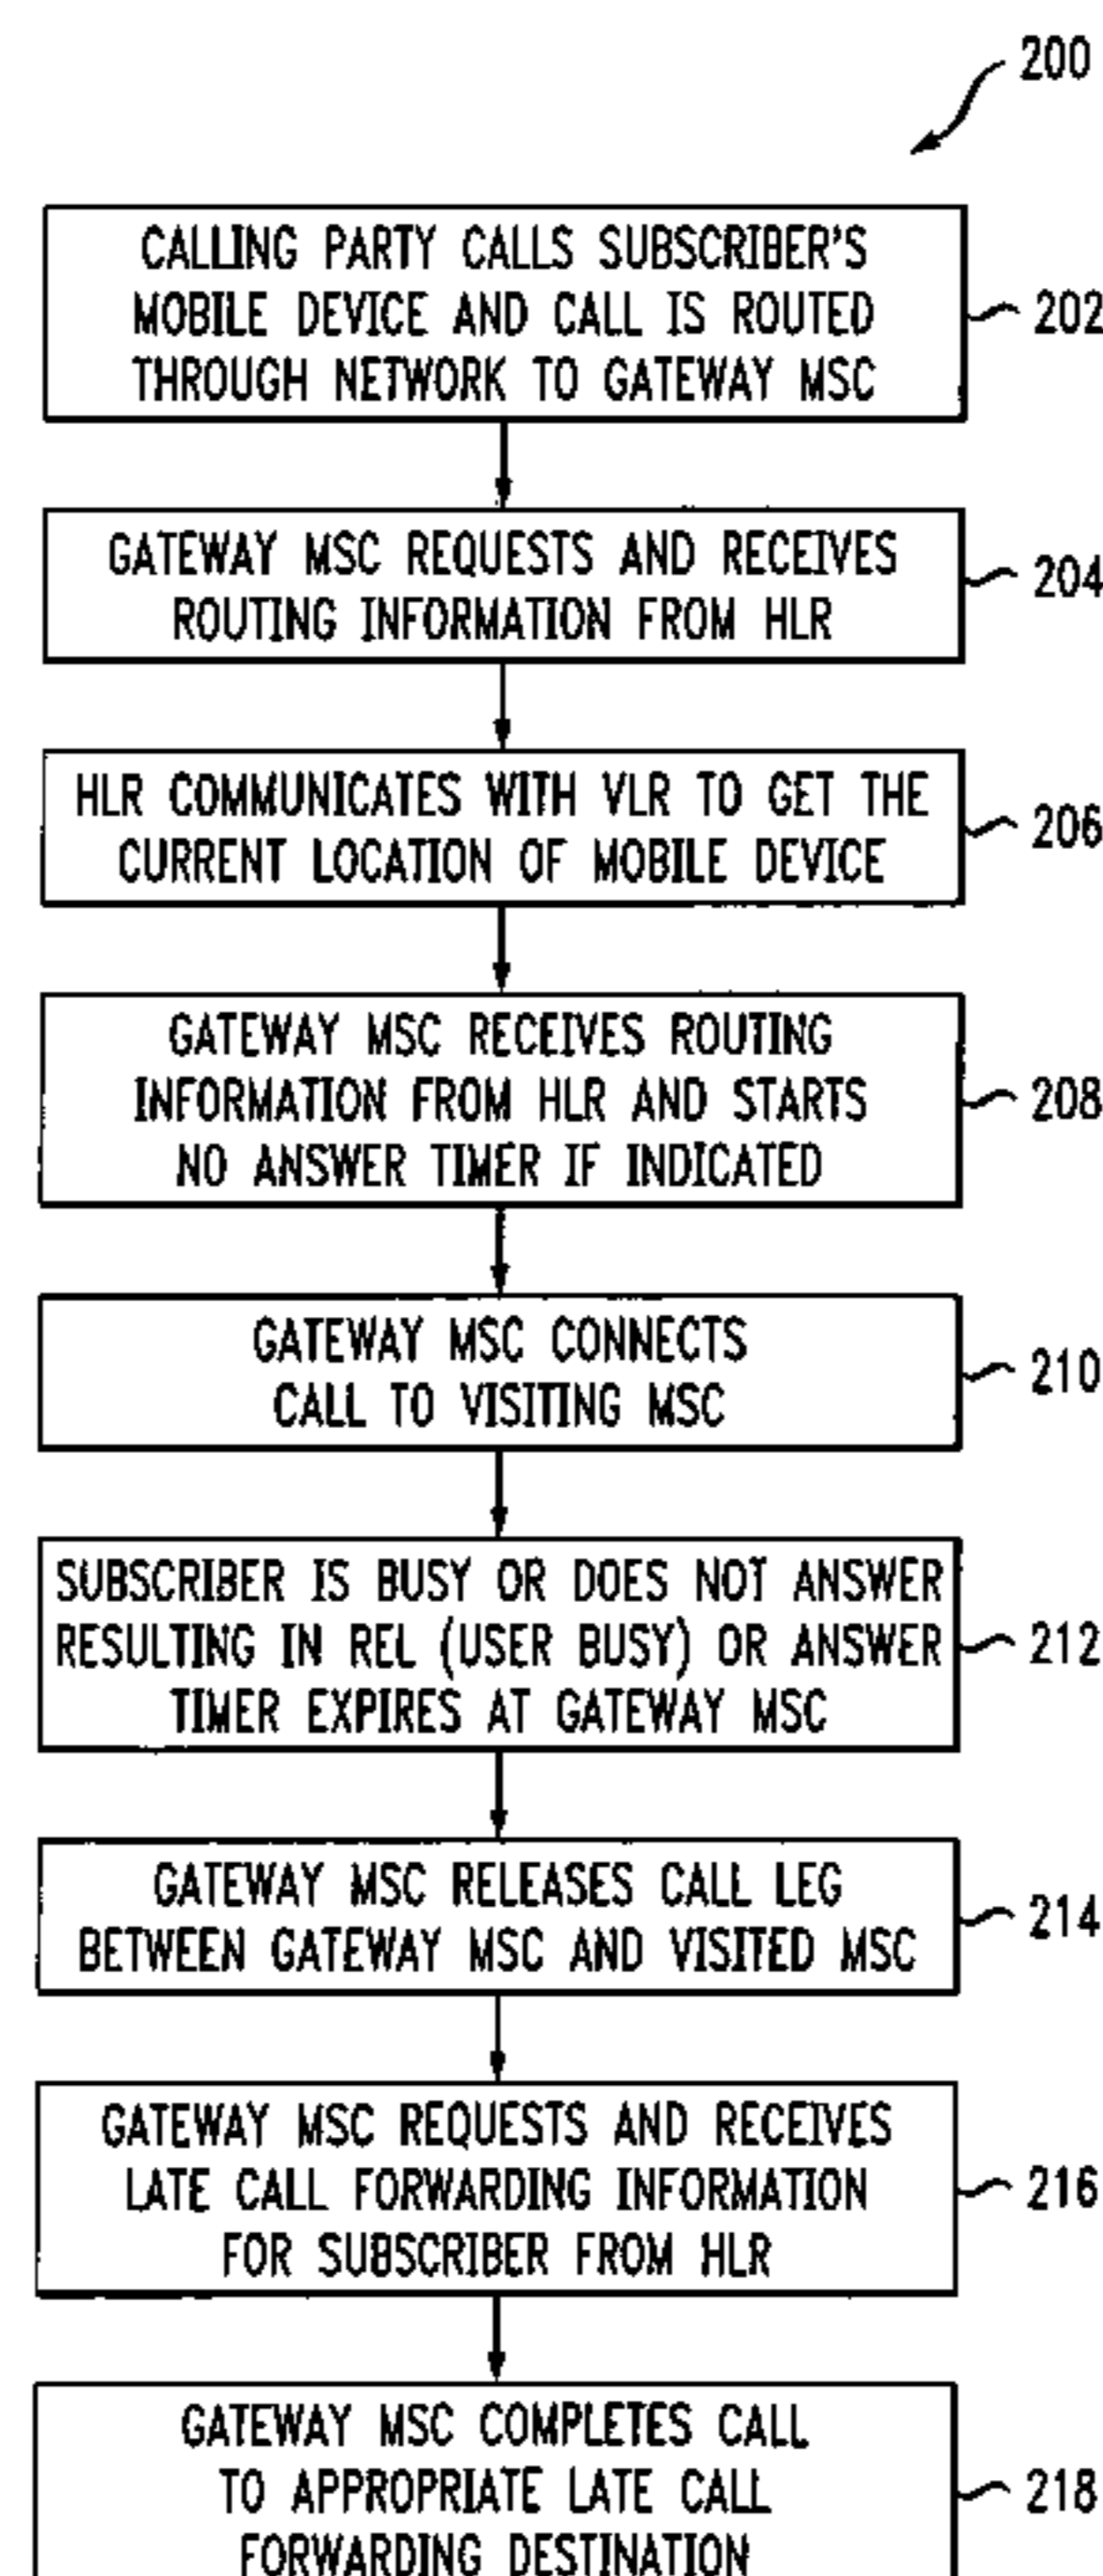 200
CALLING PARTY CALLS SUBSCRIBER'S
MOBILE DEVICE AND CALL IS ROUTED
THROUGH NETWORK TO GATEWAY MSC
202
GATEWAY MSC REQUESTS AND RECEIVES
ROUTING INFORMATION FROM HLR
204
HLR COMMUNICATES WITH VLR TO GET THE
CURRENT LOCATION OF MOBILE DEVICE
206
GATEWAY MSC RECEIVES ROUTING
INFORMATION FROM HLR AND STARTS
NO ANSWER TIMER IF INDICATED
208
GATEWAY MSC CONNECTS
CALL TO VISITING MSC
210
SUBSCRIBER IS BUSY OR DOES NOT ANSWER
RESULTING IN REL (USER BUSY) OR ANSWER
TIMER EXPIRES AT GATEWAY MSC
212
GATEWAY MSC RELEASES CALL LEG
BETWEEN GATEWAY MSC AND VISITED MSC
214
GATEWAY MSC REQUESTS AND RECEIVES
LATE CALL FORWARDING INFORMATION
FOR SUBSCRIBER FROM HLR
216
GATEWAY MSC COMPLETES CALL
TO APPROPRIATE LATE CALL
FORWARDING DESTINATION
218